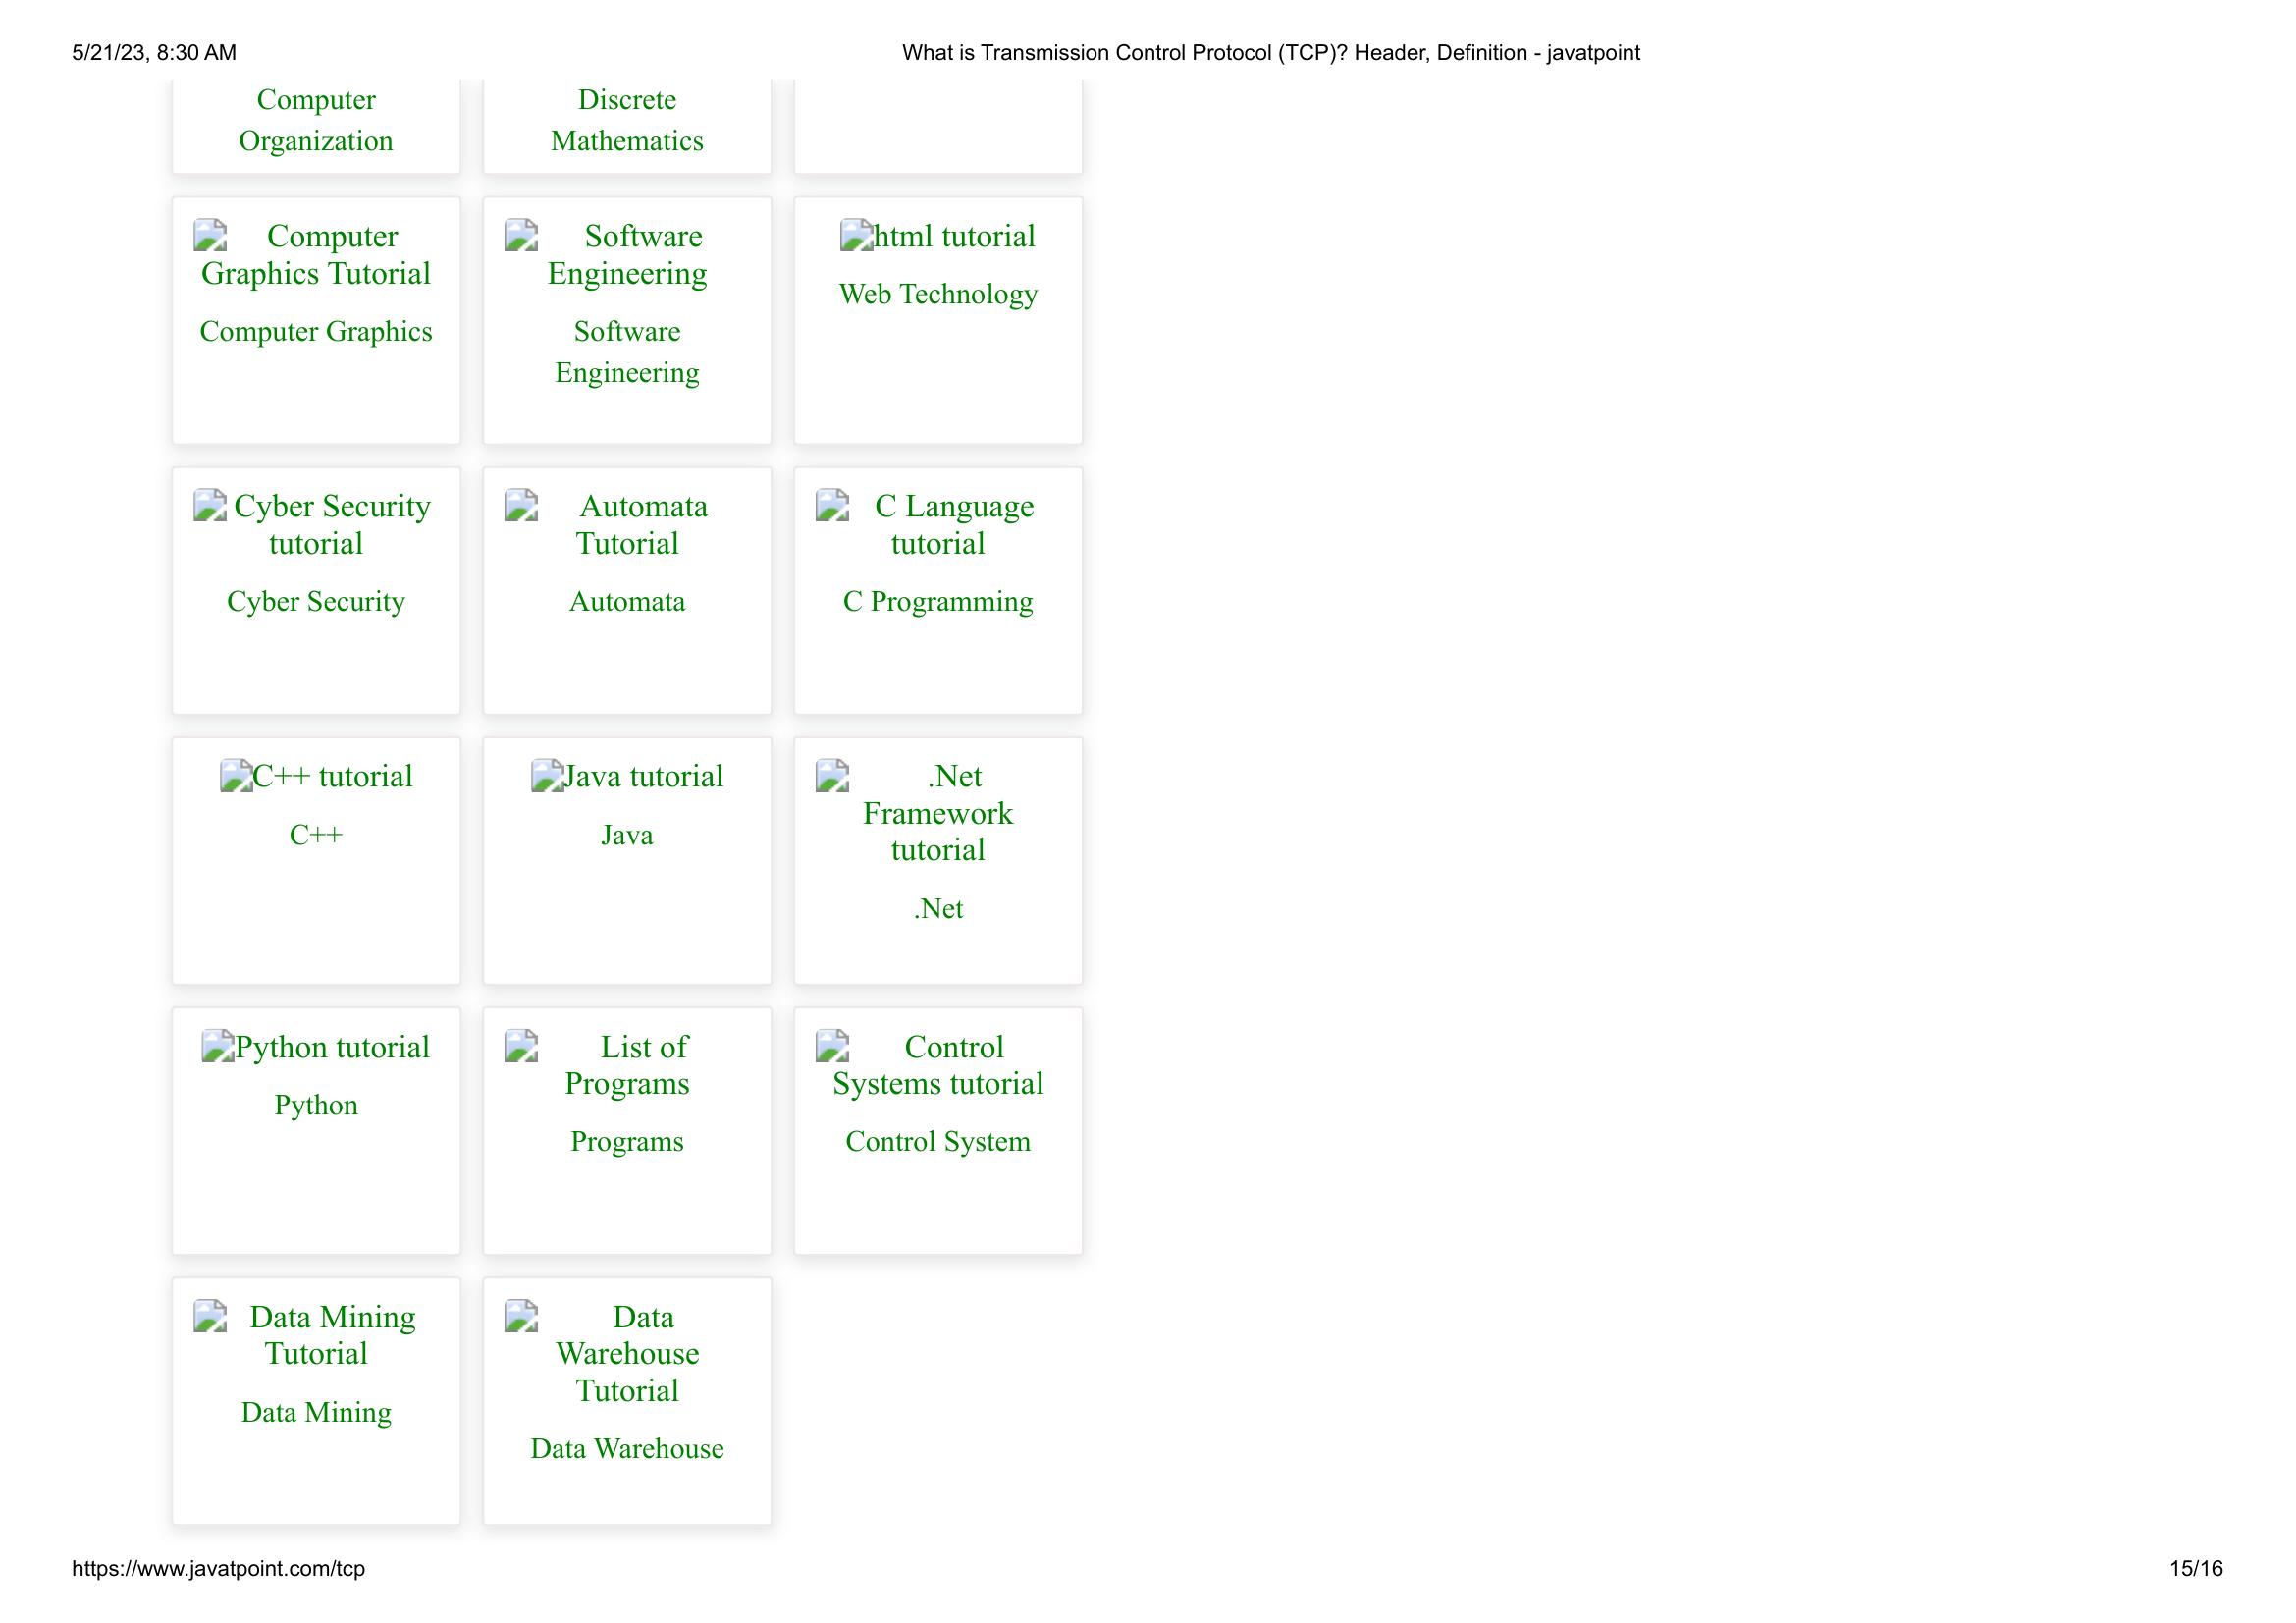 5/21/23, 8:30 AM
What is Transmission Control Protocol (TCP)? Header, Definition - javatpoint
Computer
Organization
Discrete
Mathematics
Computer
Graphics Tutorial
Computer Graphics
Software
Engineering
Software
Engineering
html tutorial
Web Technology
Cyber Security
tutorial
Cyber Security
Automata
Tutorial
Automata
C Language
tutorial
C Programming
C++ tutorial
C++
Java tutorial
Java
.Net
Framework
tutorial
.Net
Python tutorial
Python
List of
Programs
Programs
Control
Systems tutorial
Control System
Data Mining
Tutorial
Data Mining
Data
Warehouse
Tutorial
Data Warehouse
https://www.javatpoint.com/tcp
15/16